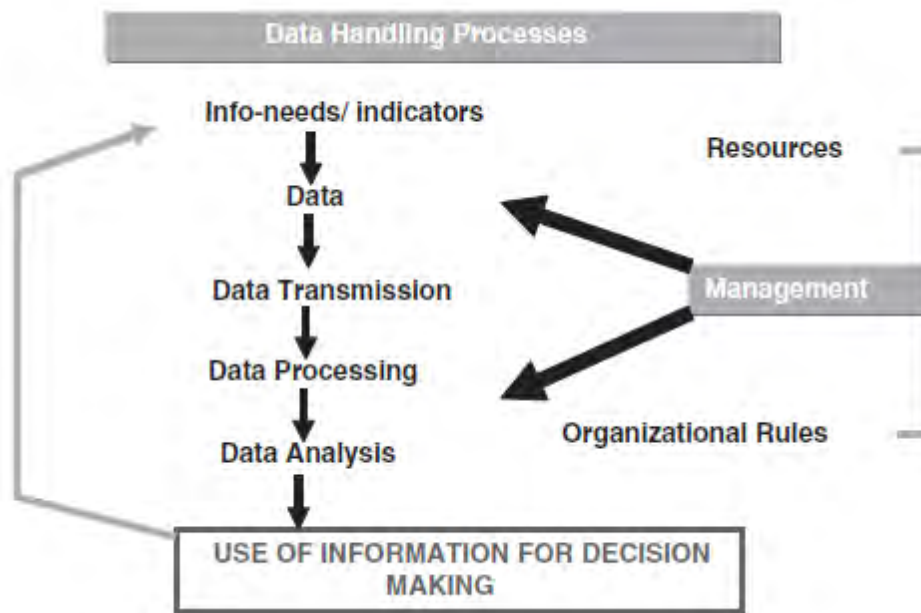 Data Handling Processes
Info-needs/ indicators
Resources
Data
Data Transmission
Management
Data Processing
Organizational Rules
Data Analysis
USE OF INFORMATION FOR DECISION
MAKING